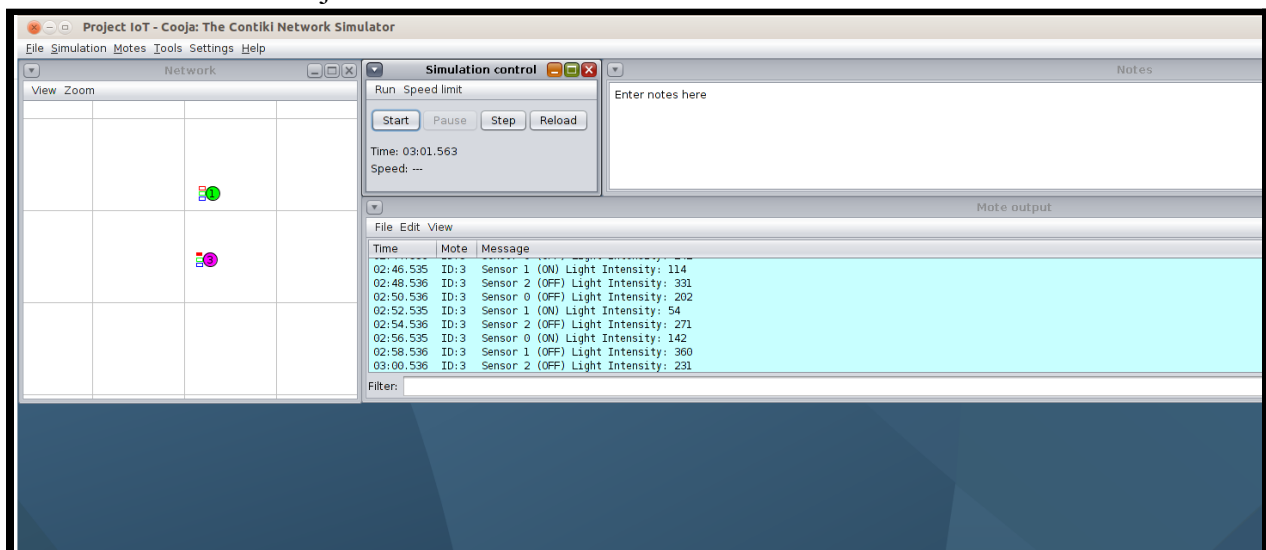 Project IoT - Cooja: The Contiki Network Simulator
File Simulation Motes Tools Settings Help
Network
View Zoom
1
3
Simulation control
Run Speed limit
Start Pause Step Reload
Time: 03:01.563
Speed: ---
Notes
Enter notes here
Mote output
File Edit View
Time Mote Message
02:46.535 ID:3 Sensor 1 (ON) Light Intensity: 114
02:48.536 ID:3 Sensor 2 (OFF) Light Intensity: 331
02:50.536 ID:3 Sensor 0 (OFF) Light Intensity: 202
02:52.535 ID:3 Sensor 1 (ON) Light Intensity: 54
02:54.536 ID:3 Sensor 2 (OFF) Light Intensity: 271
02:56.535 ID:3 Sensor 0 (ON) Light Intensity: 142
02:58.536 ID:3 Sensor 1 (OFF) Light Intensity: 360
03:00.536 ID:3 Sensor 2 (OFF) Light Intensity: 231
Filter: